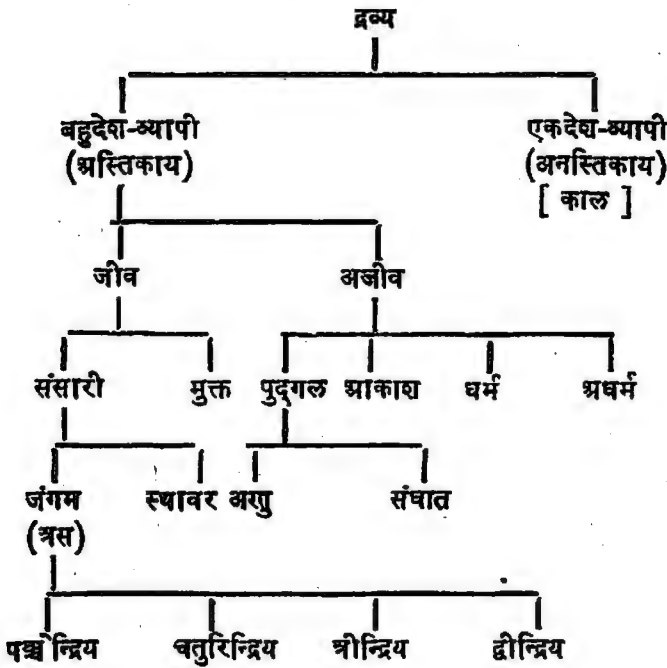 द्रव्य
बहुदेश-व्यापी एकदेश-व्यापी
(अस्तिकाय) (अनस्तिकाय)
[ काल ]
जीव अजीव
संसारी मुक्त पुद्गल आकाश धर्म अधर्म
जंगम स्थावर अणु संघात
(त्रस)
पञ्चेन्द्रिय चतुरिन्द्रिय त्रीन्द्रिय द्वीन्द्रिय